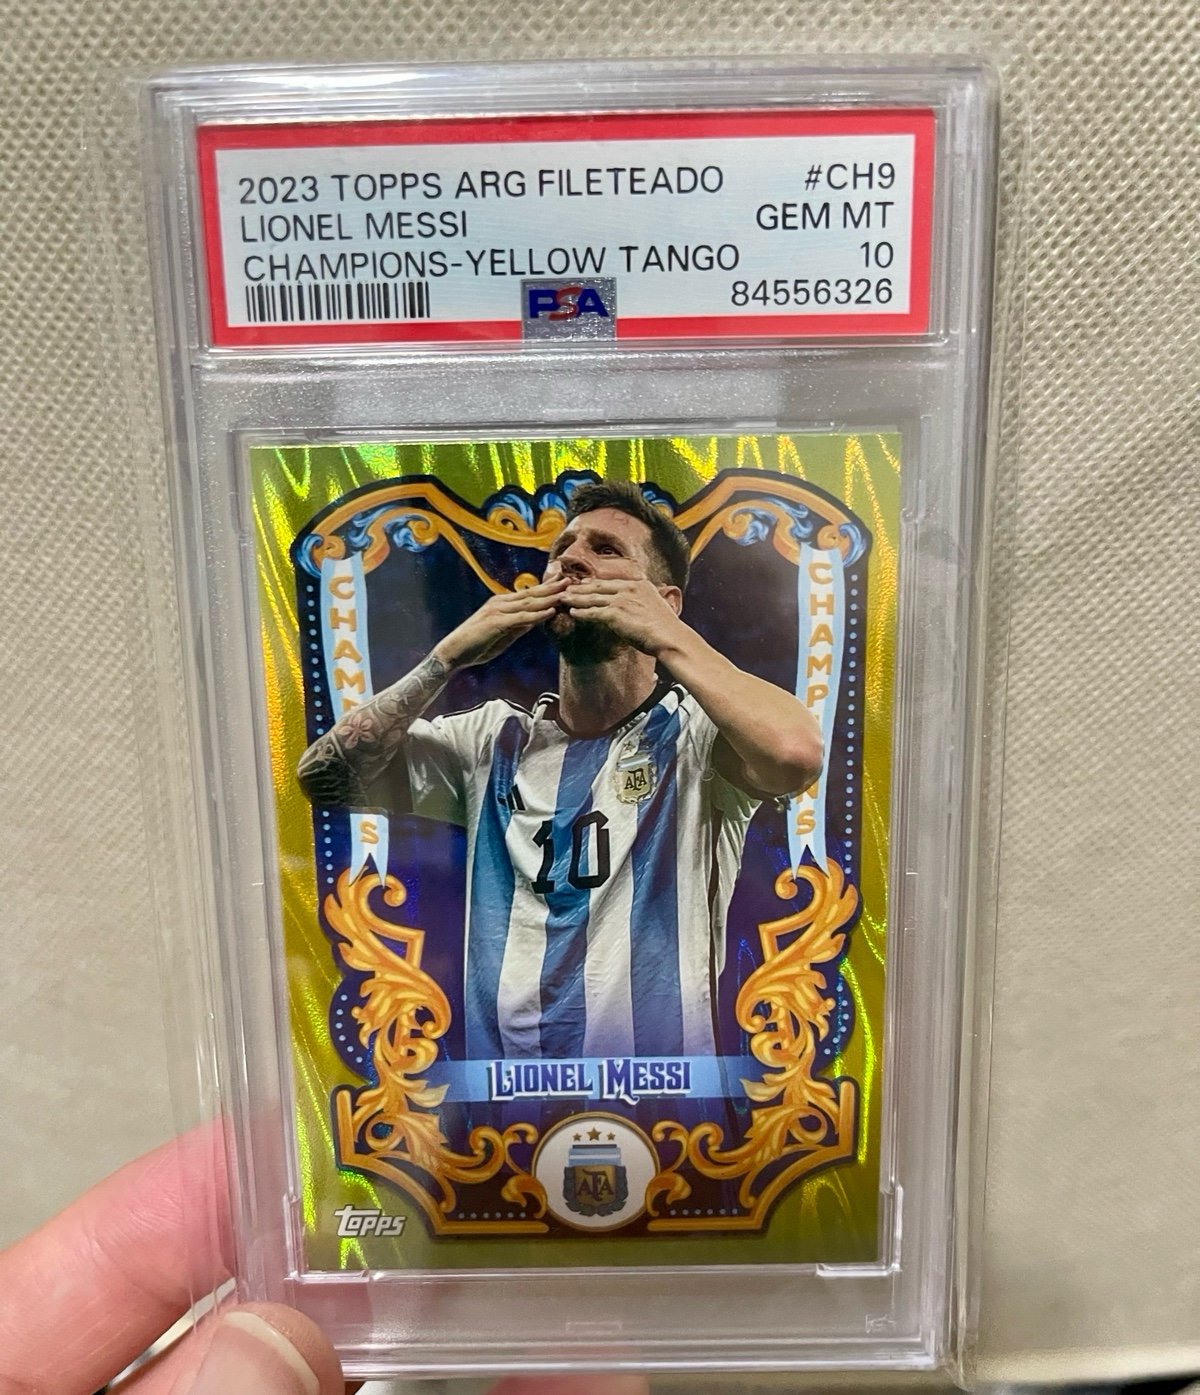 2023 TOPPS ARG FILETEADO #CH9
LIONEL MESSI GEM MT
CHAMPIONS-YELLOW TANGO 10
PSA 84556326
CHAMPIONS
10
AFA
LIONEL MESSI
AFA
TOPPS